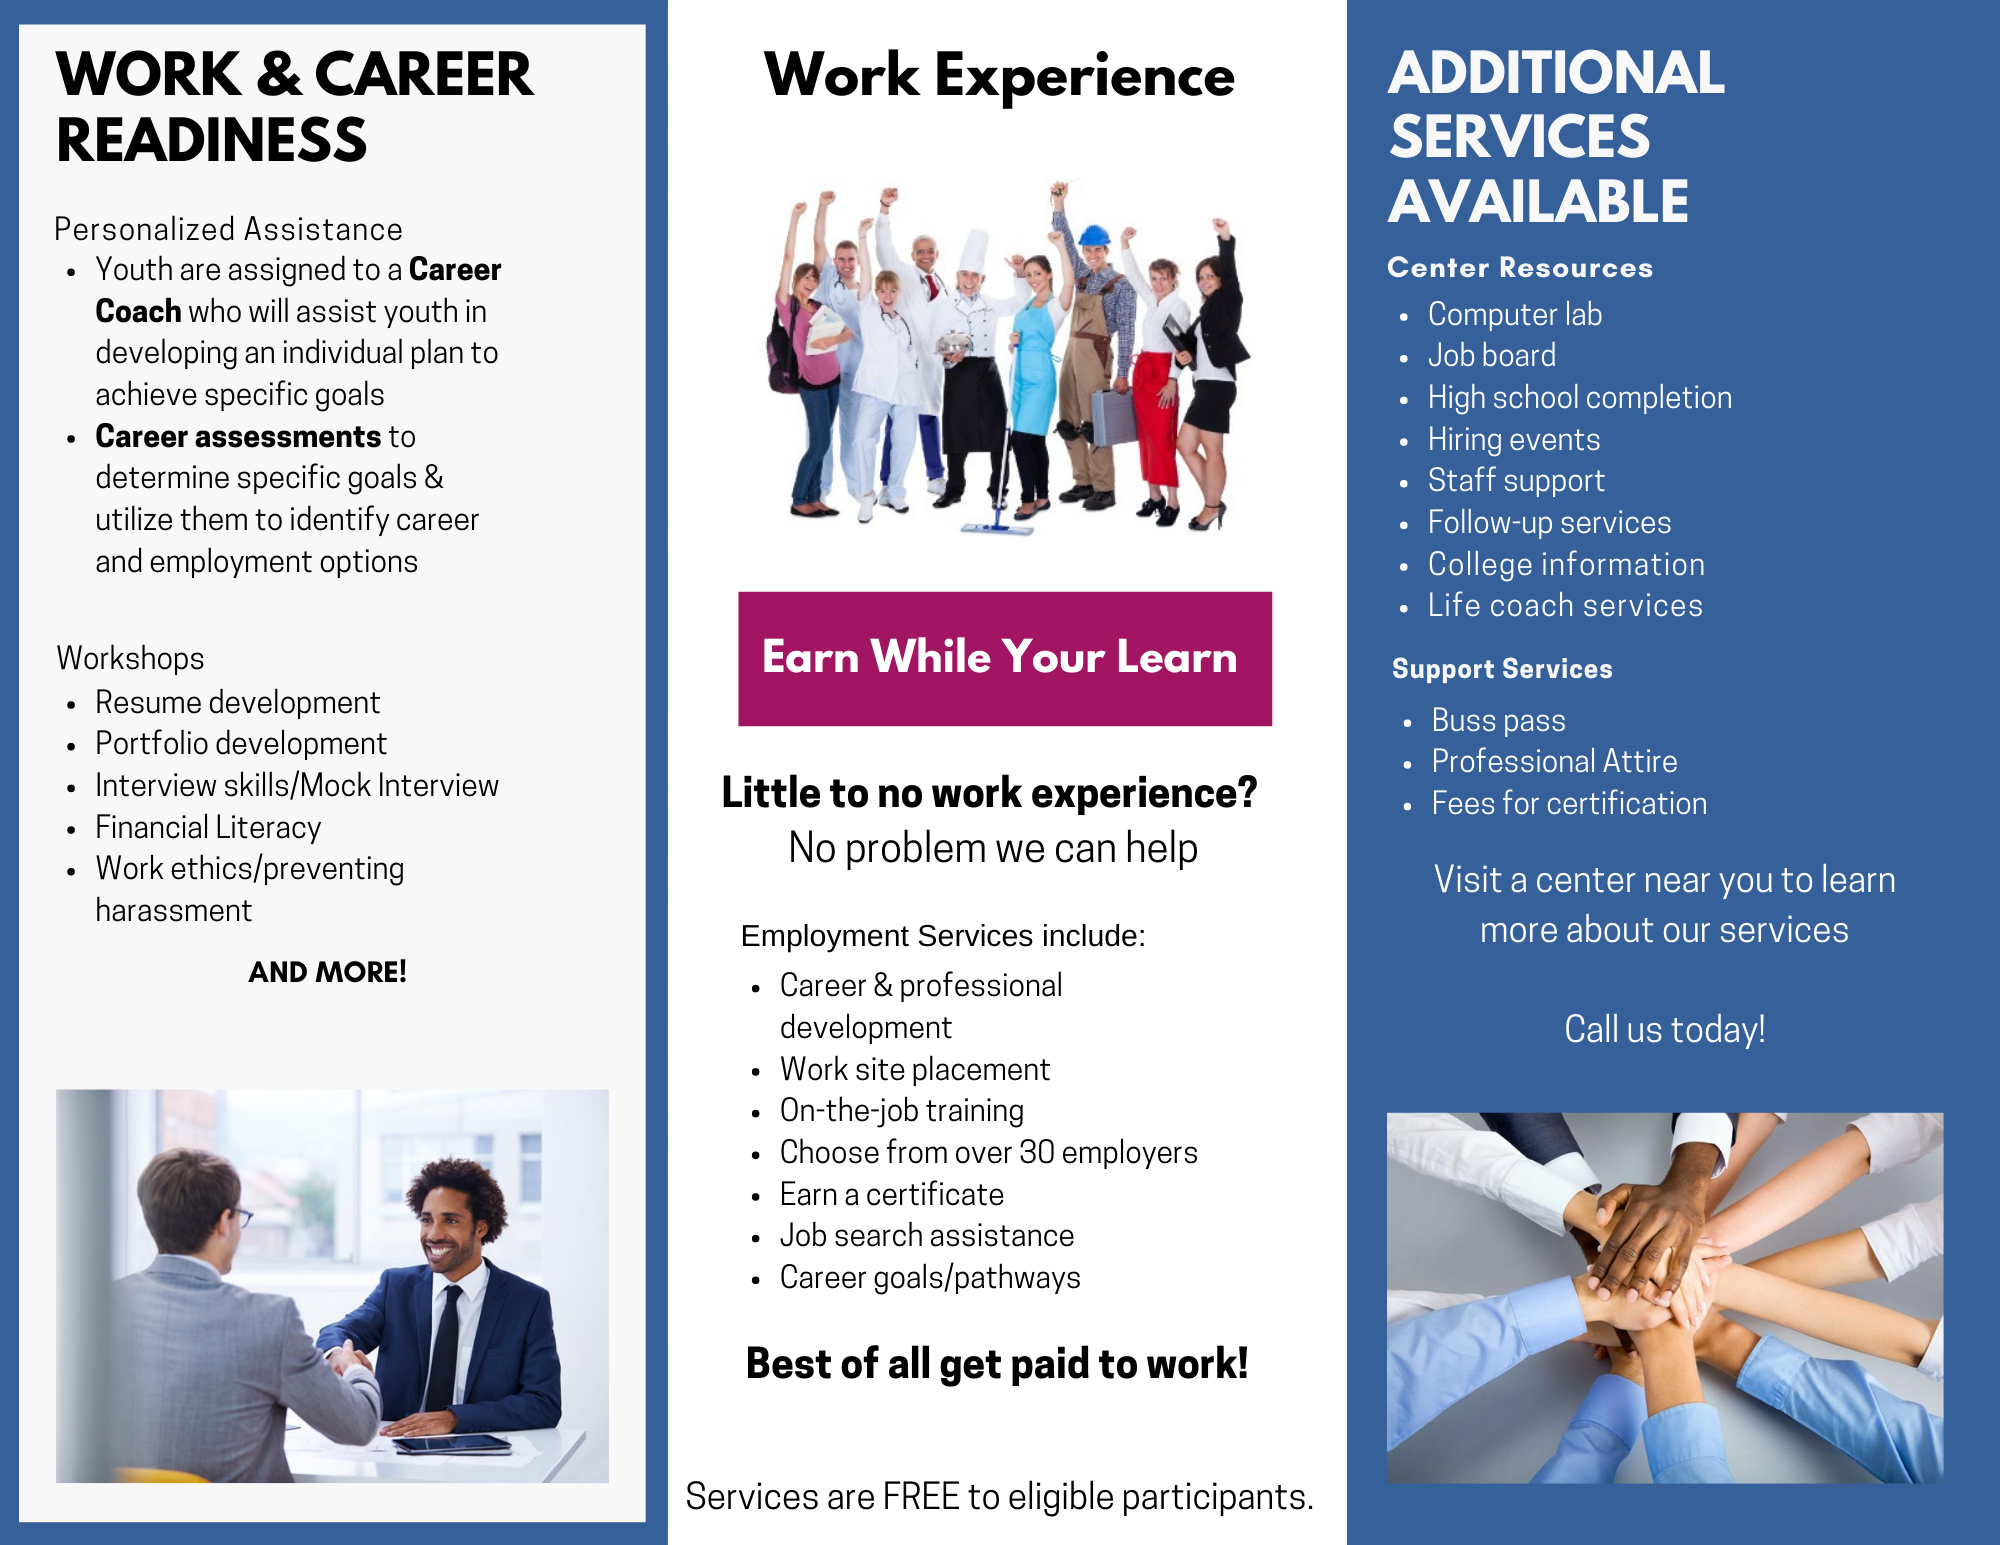 WORK & CAREER
READINESS
Personalized Assistance
• Youth are assigned to a Career
Coach who will assist youth in
developing an individual plan to
achieve specific goals
• Career assessments to
determine specific goals &
utilize them to identify career
and employment options
Workshops
• Resume development
• Portfolio development
• Interview skills/Mock Interview
• Financial Literacy
• Work ethics/preventing
harassment
AND MORE!
Work Experience
Earn While Your Learn
Little to no work experience?
No problem we can help
Employment Services include:
• Career & professional
development
• Work site placement
• On-the-job training
• Choose from over 30 employers
• Earn a certificate
• Job search assistance
• Career goals/pathways
Best of all get paid to work!
Services are FREE to eligible participants.
ADDITIONAL
SERVICES
AVAILABLE
Center Resources
• Computer lab
• Job board
• High school completion
• Hiring events
• Staff support
• Follow-up services
• College information
• Life coach services
Support Services
• Buss pass
• Professional Attire
• Fees for certification
Visit a center near you to learn
more about our services
Call us today!